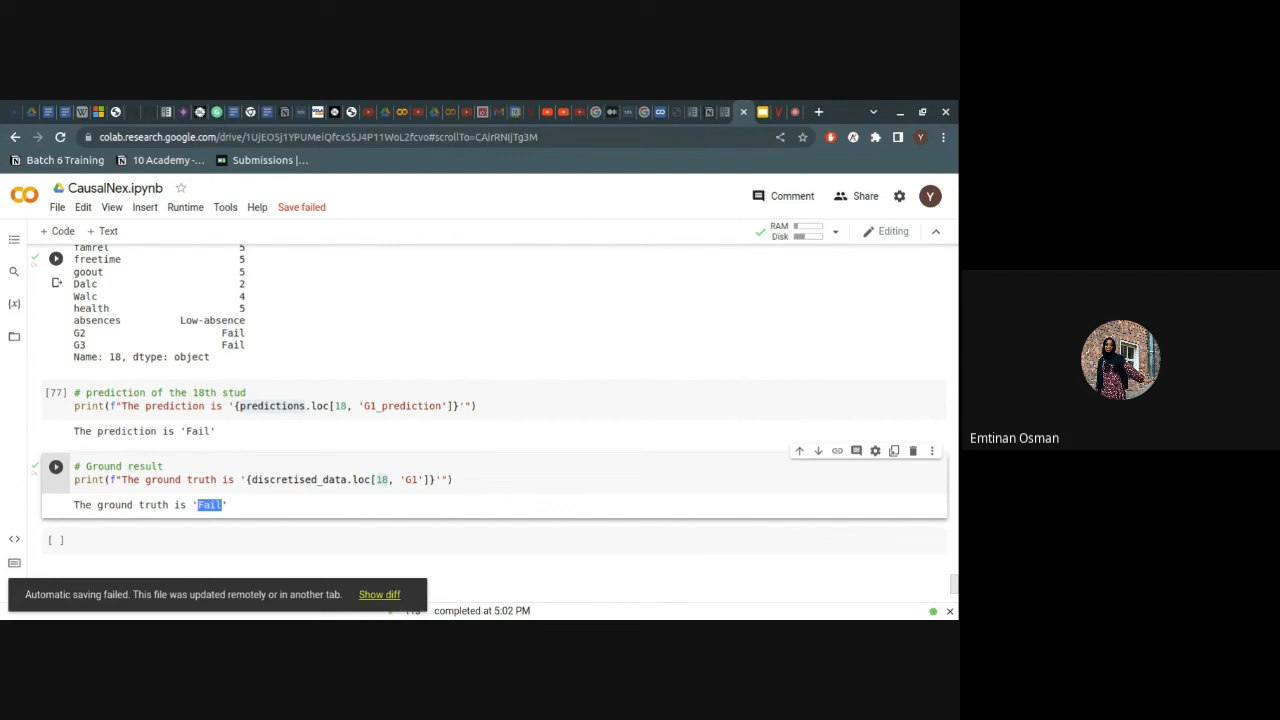 colab.research.google.com/drive/1UjEO5j1YPUMeiQfcx5SJ4P11WoL2fcvo#scrollTo=CAirRNIjTg3M
Y
Batch 6 Training
10 Academy -...
Submissions |...
CausalNex.ipynb
Comment
Share
Y
File Edit View Insert Runtime Tools Help Save failed
+ Code + Text
RAM
Disk
Editing
famrel 5
freetime 5
goout 5
Dalc 2
Walc 4
health 5
absences Low-absence
G2 Fail
G3 Fail
Name: 18, dtype: object
[77] # prediction of the 18th stud
print(f"The prediction is '{predictions.loc[18, 'G1_prediction']}'")
The prediction is 'Fail'
# Ground result
print(f"The ground truth is '{discretised_data.loc[18, 'G1']}'")
The ground truth is 'Fail'
[ ]
Automatic saving failed. This file was updated remotely or in another tab. Show diff
completed at 5:02 PM
Emtinan Osman